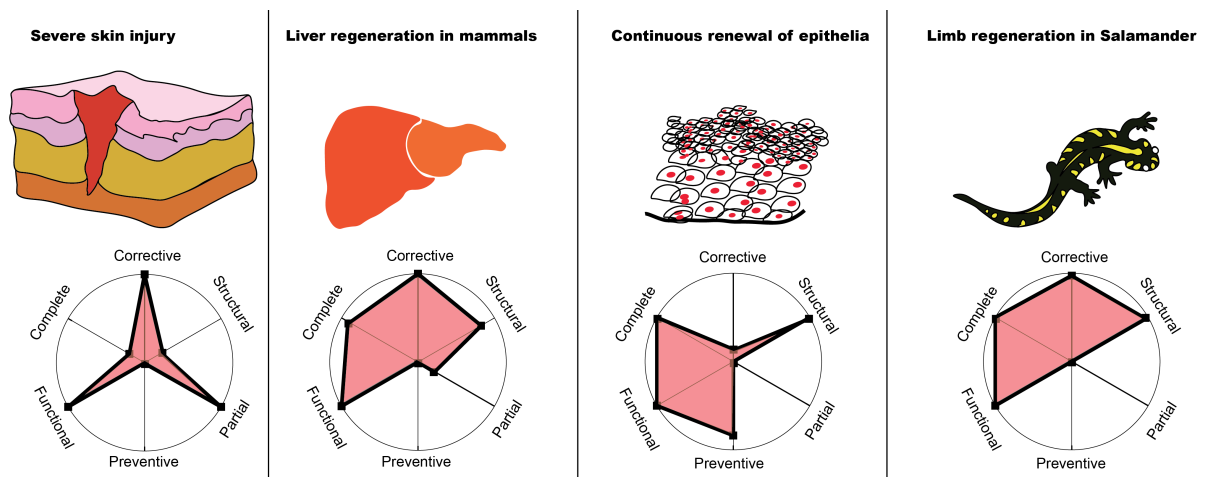 Severe skin injury
Liver regeneration in mammals
Continuous renewal of epithelia
Limb regeneration in Salamander
Corrective
Structural
Partial
Preventive
Functional
Complete
Corrective
Structural
Partial
Preventive
Functional
Complete
Corrective
Structural
Partial
Preventive
Functional
Complete
Corrective
Structural
Partial
Preventive
Functional
Complete